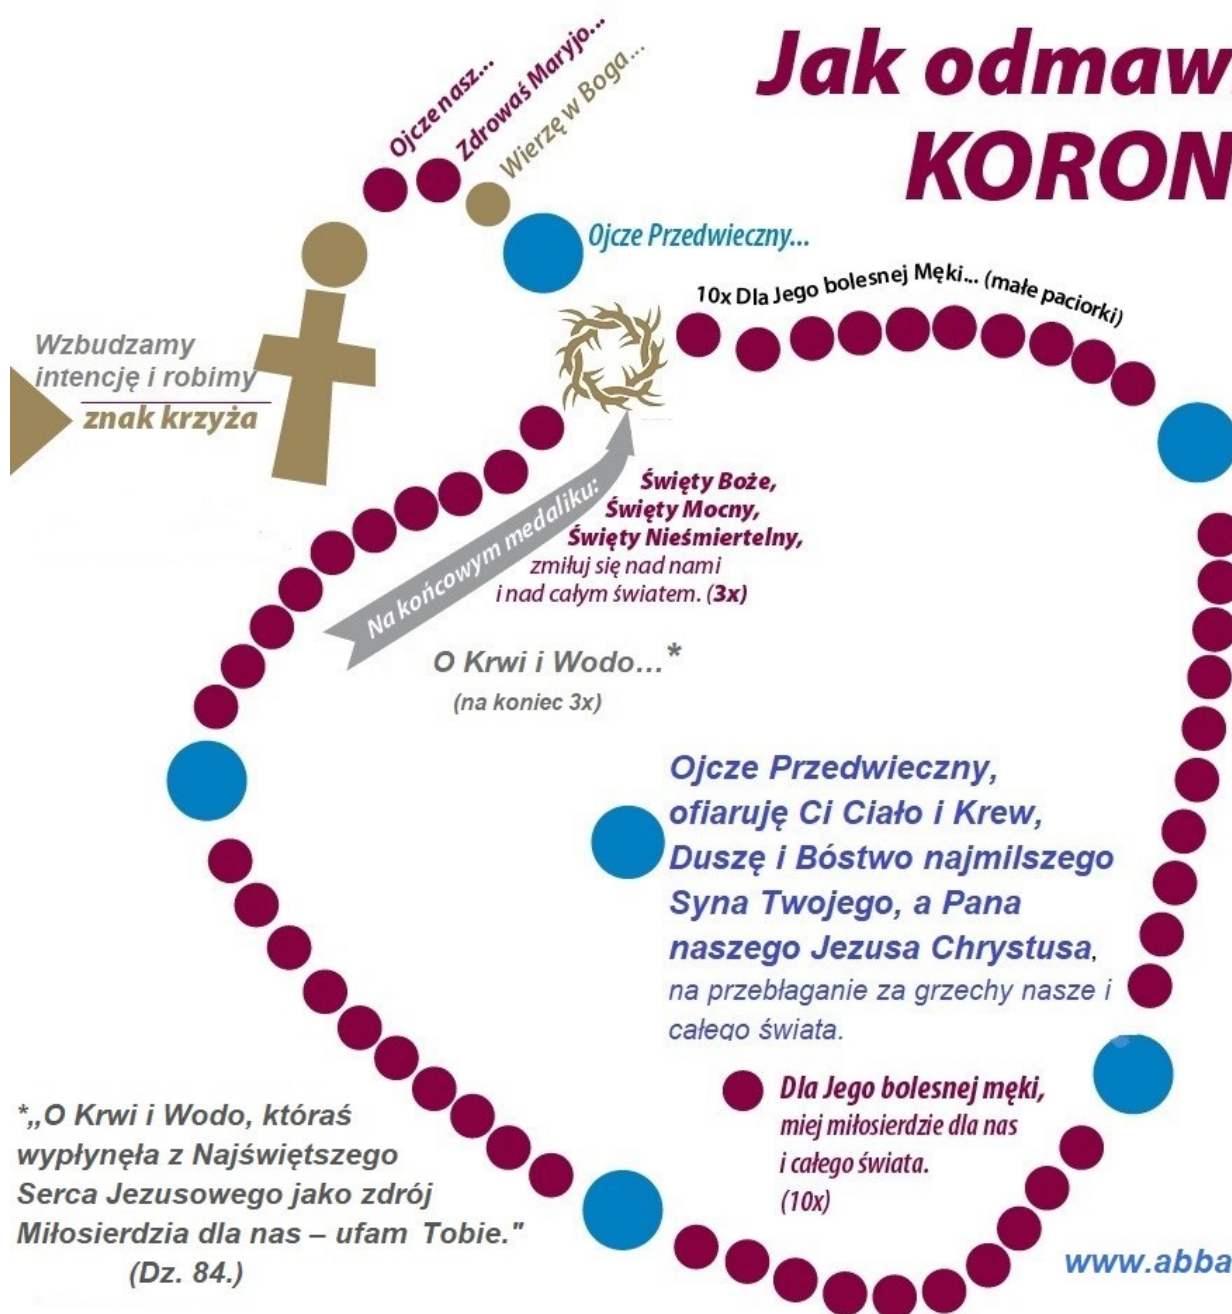 Jak odmaw
KORON
Ojcze nasz...
Zdrowaś Maryjo...
Wierzę w Boga...
Ojcze Przedwieczny...
10x Dla Jego bolesnej Męki... (małe paciorki)
Wzbudzamy
intencję i robimy
znak krzyża
Na końcowym medaliku:
Święty Boże,
Święty Mocny,
Święty Nieśmiertelny,
zmiłuj się nad nami
i nad całym światem. (3x)
O Krwi i Wodo...*
(na koniec 3x)
Ojcze Przedwieczny,
ofiaruję Ci Ciało i Krew,
Duszę i Bóstwo najmilszego
Syna Twojego, a Pana
naszego Jezusa Chrystusa,
na przebłaganie za grzechy nasze i
całego świata.
Dla Jego bolesnej męki,
miej miłosierdzie dla nas
i całego świata.
(10x)
*„O Krwi i Wodo, któraś
wypłynęła z Najświętszego
Serca Jezusowego jako zdrój
Miłosierdzia dla nas – ufam Tobie."
(Dz. 84.)
www.abba